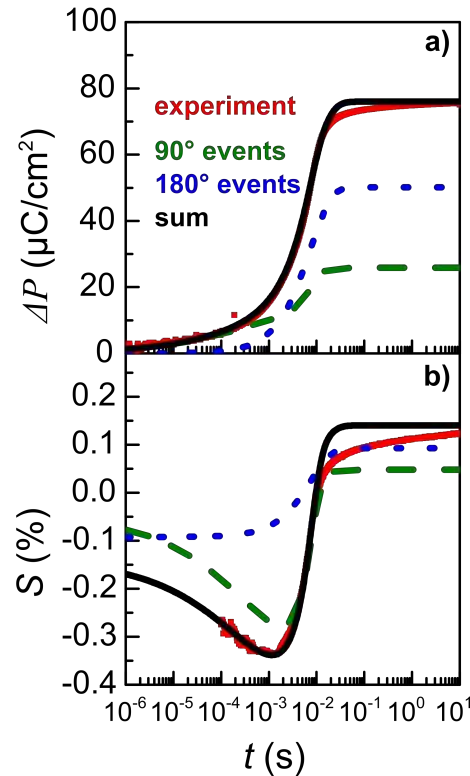 100
a)
80
experiment
60
90° events
180° events
40
sum
20
0
ΔP (μC/cm²)
b)
0.2
0.1
0.0
-0.1
-0.2
-0.3
-0.4
S (%)
10⁻⁶ 10⁻⁵ 10⁻⁴ 10⁻³ 10⁻² 10⁻¹ 10⁰ 10¹
t (s)